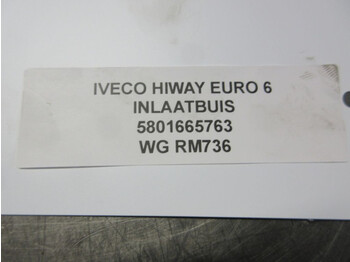 IVECO HIWAY EURO 6
INLAATBUIS
5801665763
WG RM736